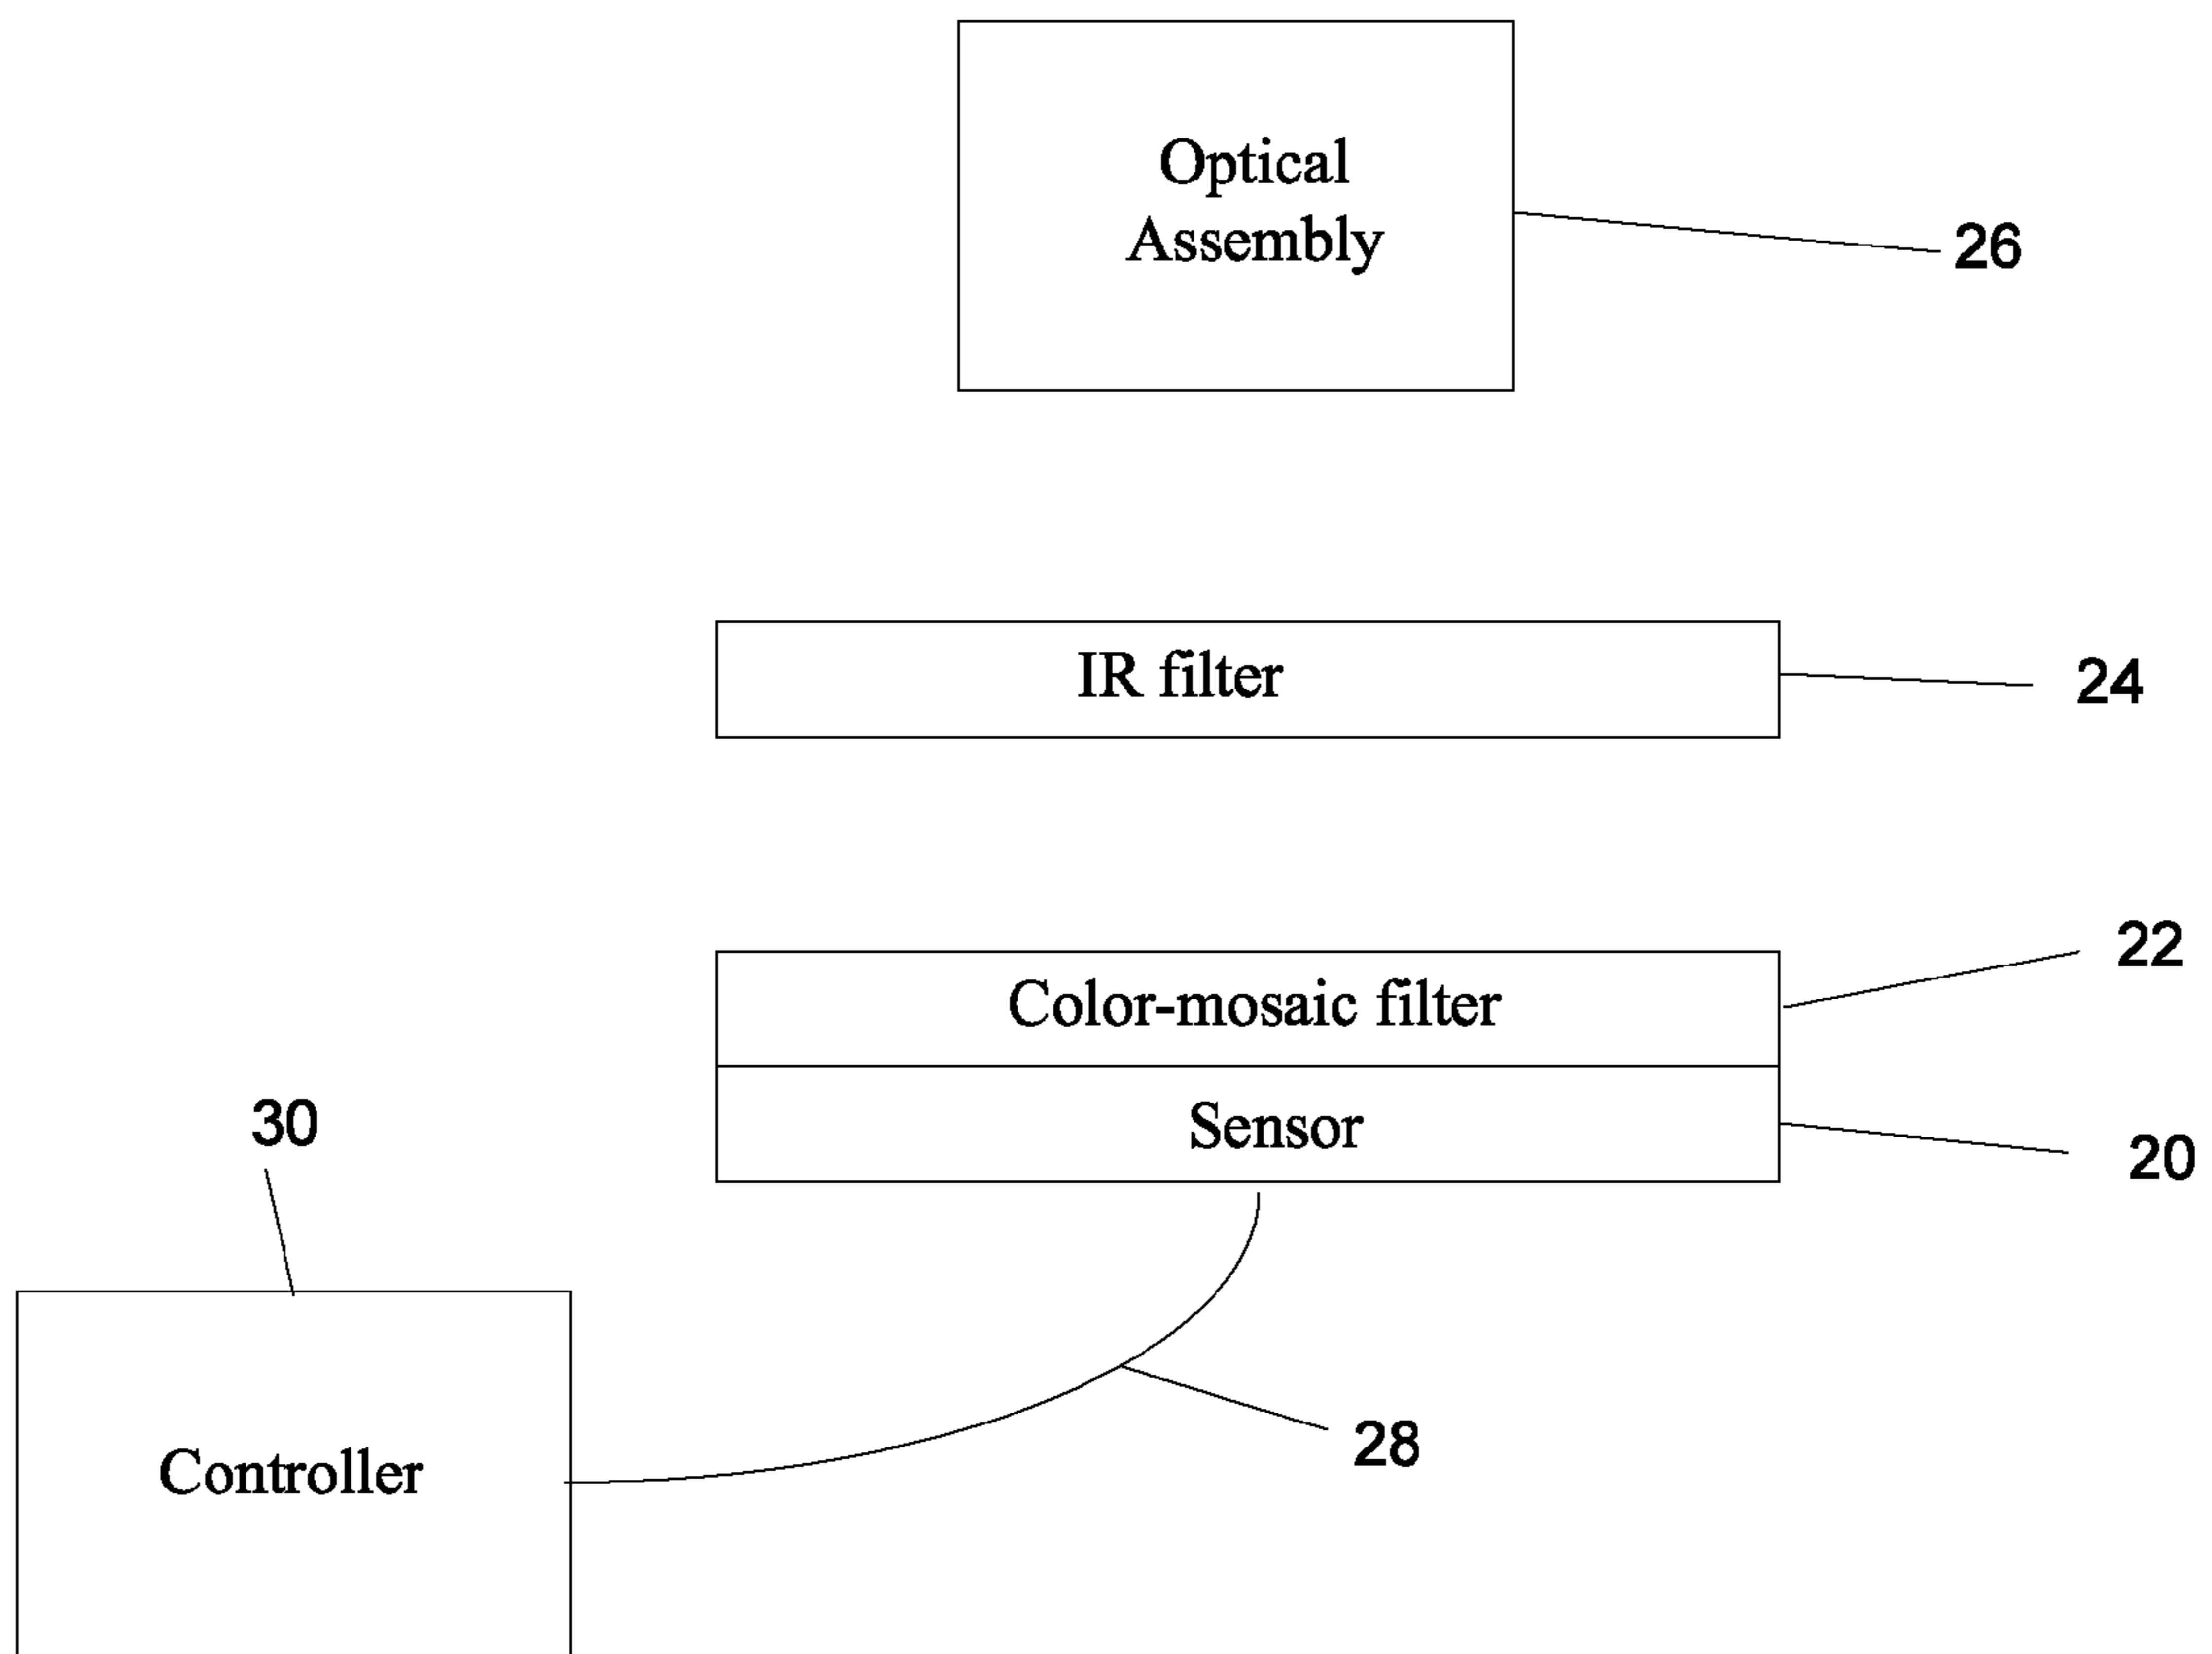 Optical
Assembly
26
IR filter
24
22
Color-mosaic filter
30
Sensor
20
28
Controller